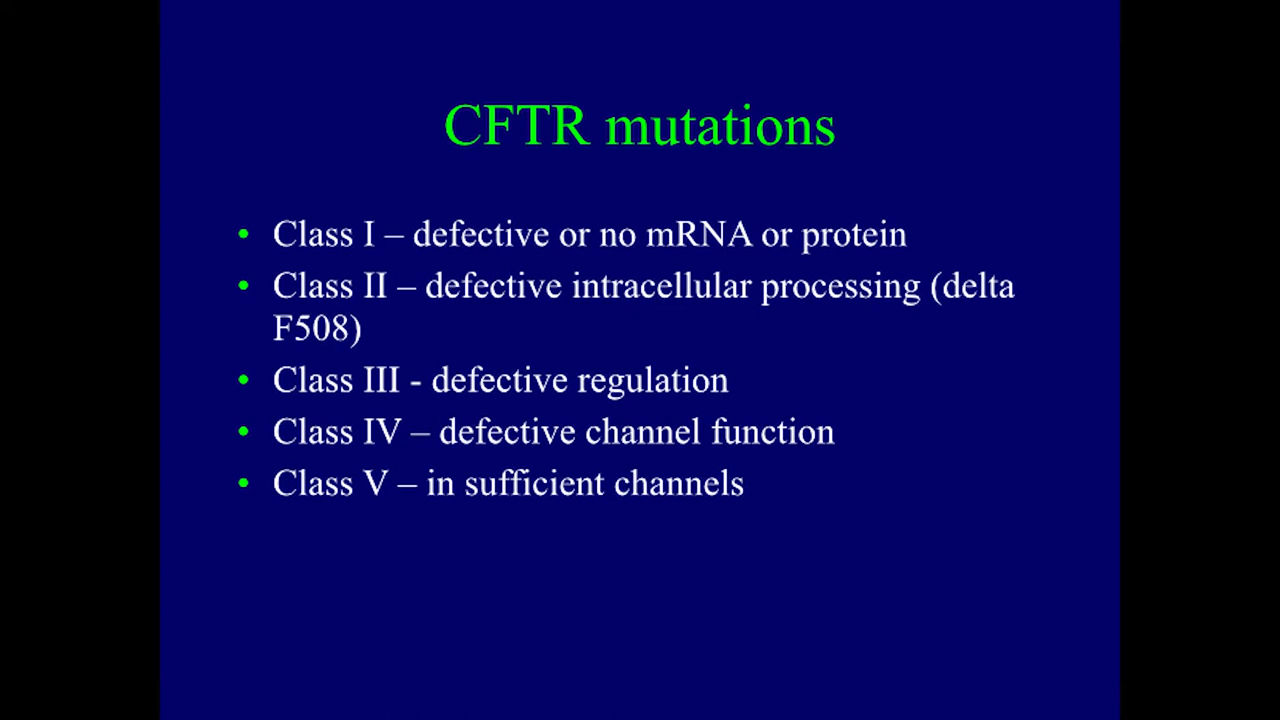 CFTR mutations
• Class I – defective or no mRNA or protein
• Class II – defective intracellular processing (delta
F508)
• Class III - defective regulation
• Class IV – defective channel function
• Class V – in sufficient channels